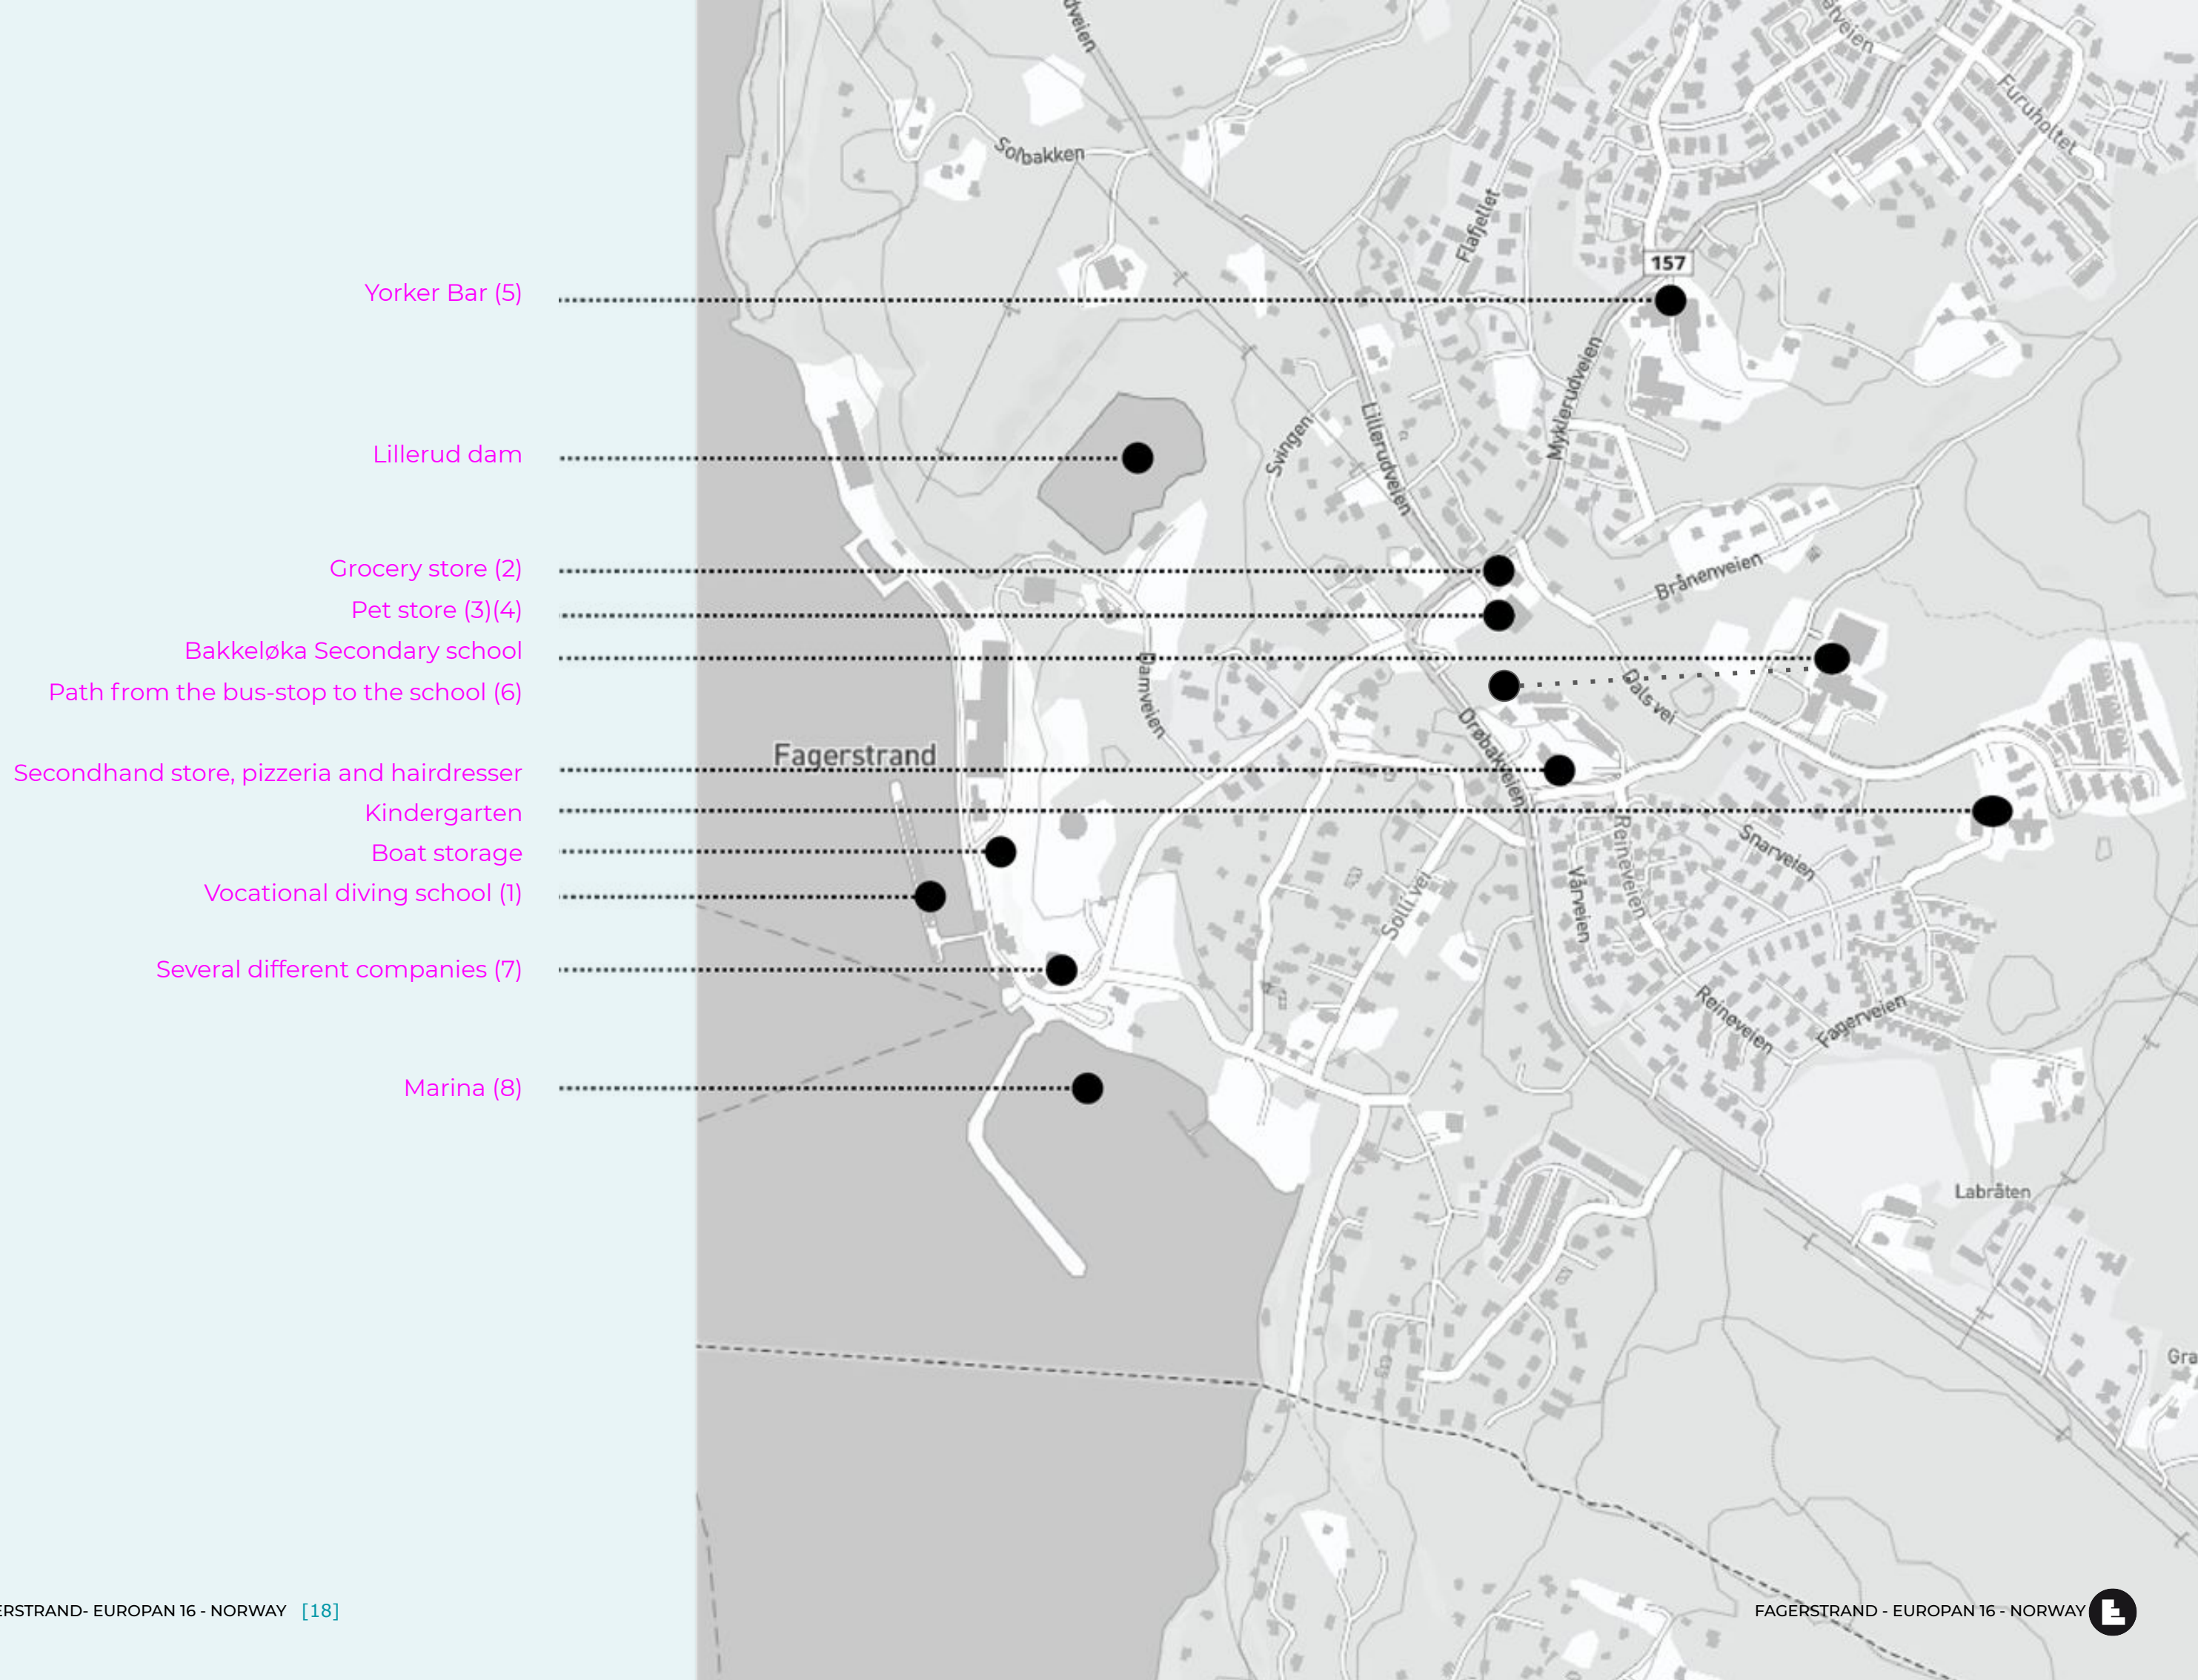 Yorker Bar (5)
Lillerud dam
Grocery store (2)
Pet store (3)(4)
Bakkeløka Secondary school
Path from the bus-stop to the school (6)
Secondhand store, pizzeria and hairdresser
Kindergarten
Boat storage
Vocational diving school (1)
Several different companies (7)
Marina (8)
Solbakken
Flafjellet
Furuholtet
157
Myklerudveien
Lillerudveien
Svingen
Brånenveien
Damveien
Dals vei
Drøbakveien
Fagerstrand
Snarveien
Reineveien
Vårveien
Solli vei
Reineveien
Fagerveien
Labråten
ERSTRAND- EUROPAN 16 - NORWAY [18]
FAGERSTRAND - EUROPAN 16 - NORWAY